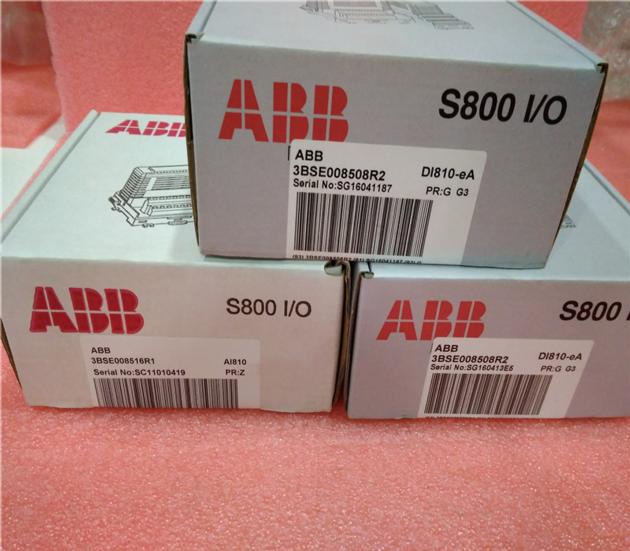 ABB
S800 I/O
ABB
3BSE008508R2 DI810-eA
Serial No:SG16041187 PR:G G3
ABB
ABB
S800 I/O
ABB
3BSE008516R1 AI810
Serial No:SC11010419 PR:Z
ABB
S800 I
ABB
3BSE008508R2 DI810-eA
Serial No:SG160413E5 PR:G G3